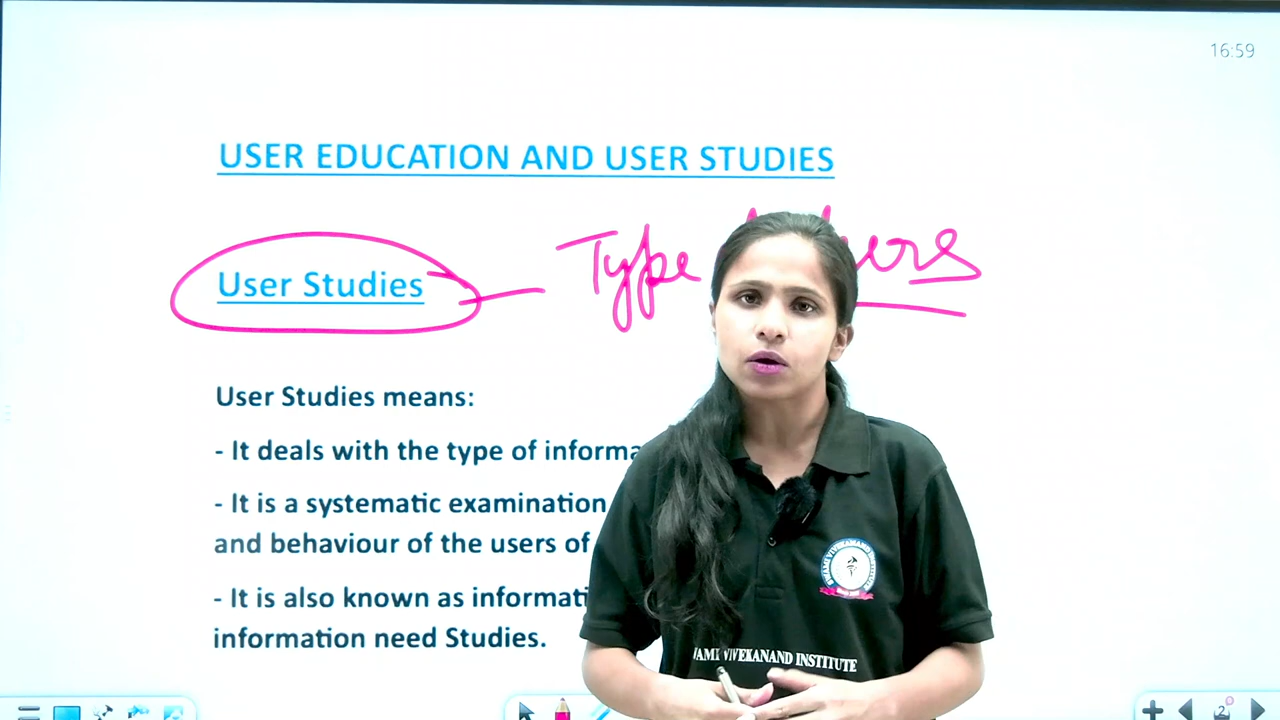 16:59
USER EDUCATION AND USER STUDIES
User Studies
Type
User Studies means:
- It deals with the type of informa
- It is a systematic examination
and behaviour of the users of
- It is also known as informati
information need Studies.
VIVEKANAND INSTITUTE
2